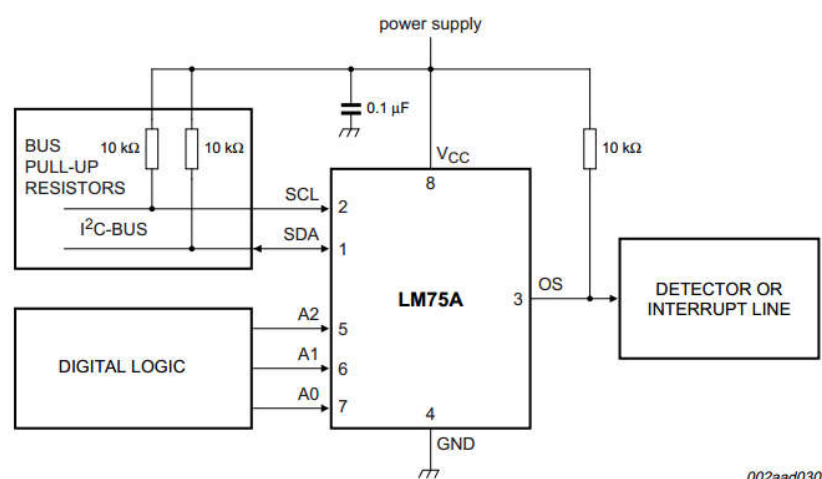 power supply
0.1 μF
BUS
PULL-UP
RESISTORS
10 kΩ
10 kΩ
10 kΩ
VCC
8
SCL
2
I²C-BUS
SDA
1
LM75A
3
OS
DETECTOR OR
INTERRUPT LINE
DIGITAL LOGIC
A2
5
A1
6
A0
7
4
GND
002aad030